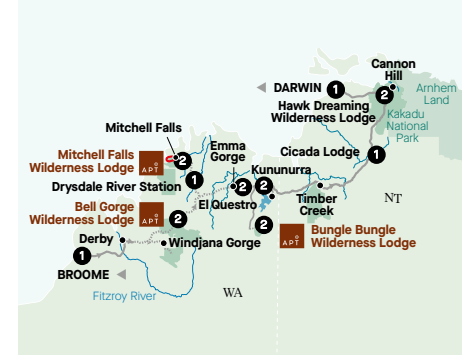 Cannon
Hill
DARWIN
1
2
Arnhem
Land
Hawk Dreaming
Wilderness Lodge
Kakadu
National
Park
Mitchell Falls
Emma
Gorge
Cicada Lodge
1
Mitchell Falls
Wilderness Lodge
APT
2
Kununurra
Drysdale River Station
1
2
2
El Questro
Timber
Creek
NT
Bell Gorge
Wilderness Lodge
APT
2
2
APT
Bungle Bungle
Wilderness Lodge
Derby
Windjana Gorge
1
BROOME
Fitzroy River
WA